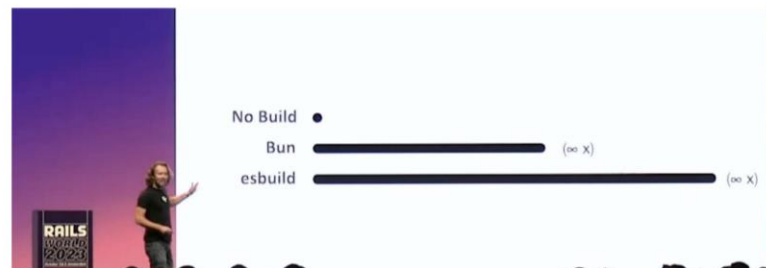 No Build
Bun (∞ x)
esbuild (∞ x)
RAILS
WORLD
2023